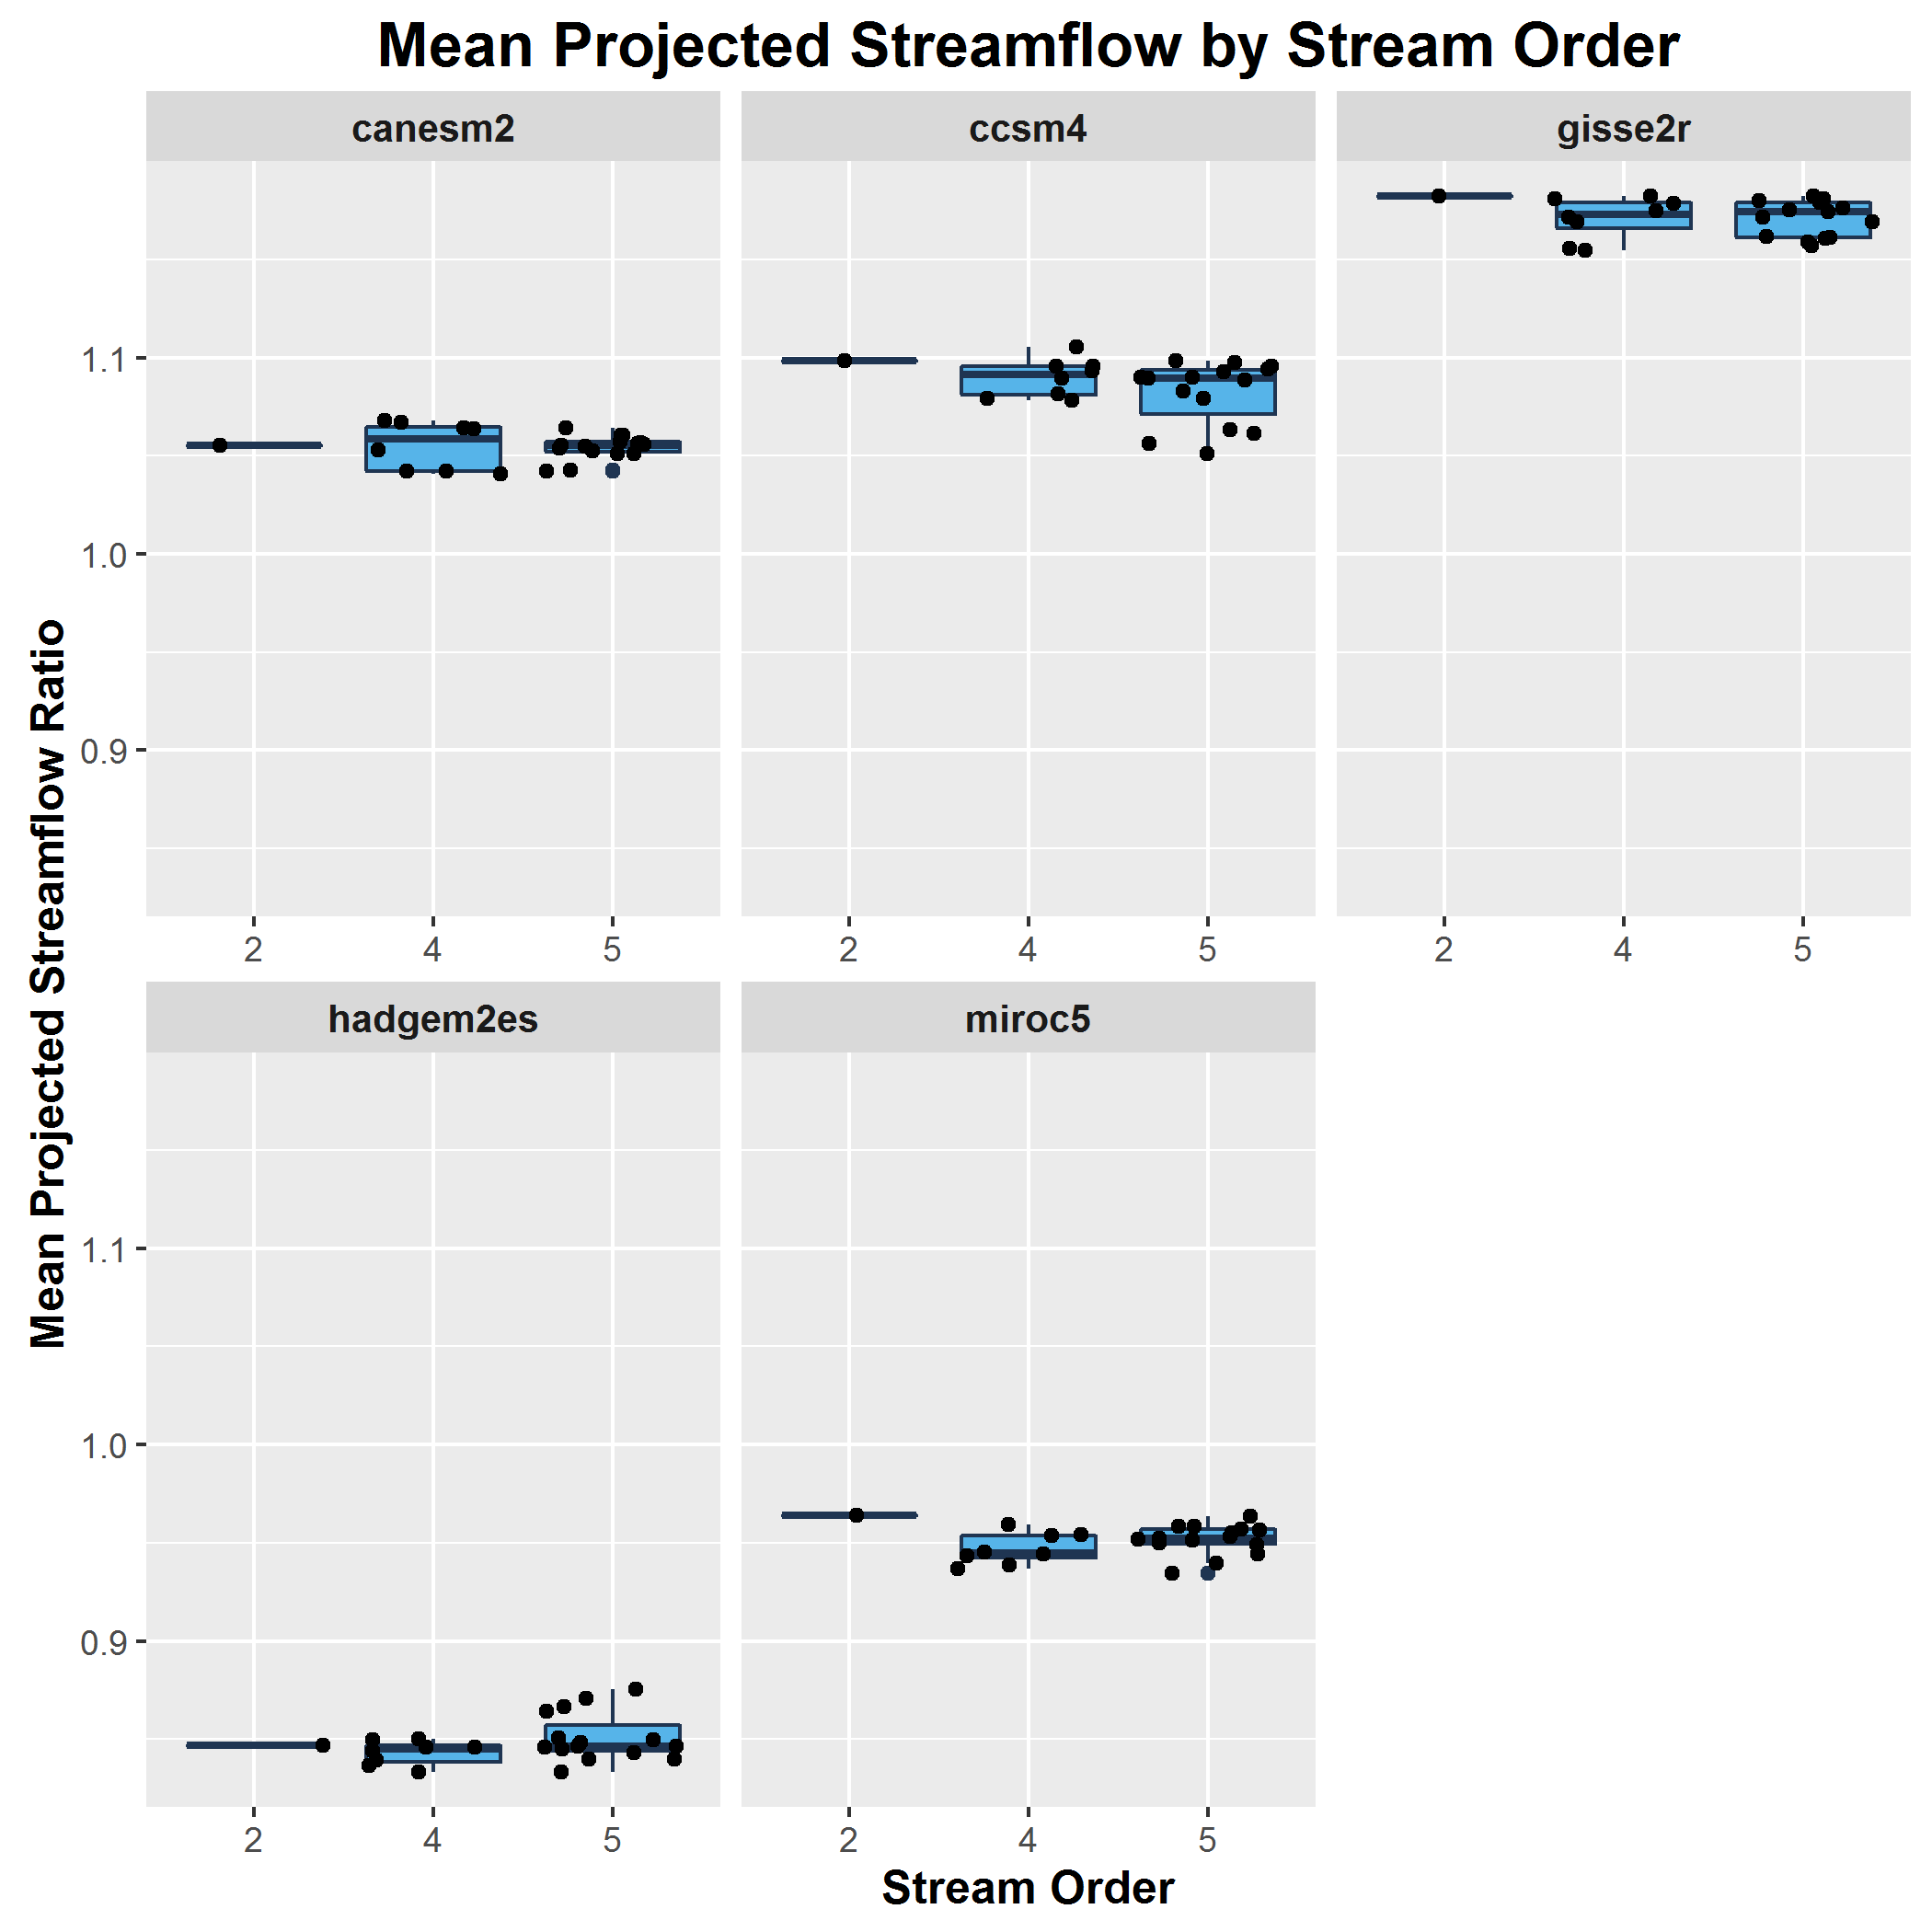 Mean Projected Streamflow by Stream Order
canesm2
ccsm4
gisse2r
1.1
1.0
0.9
2 4 5
2 4 5
2 4 5
Mean Projected Streamflow Ratio
hadgem2es
miroc5
1.1
1.0
0.9
2 4 5
2 4 5
Stream Order